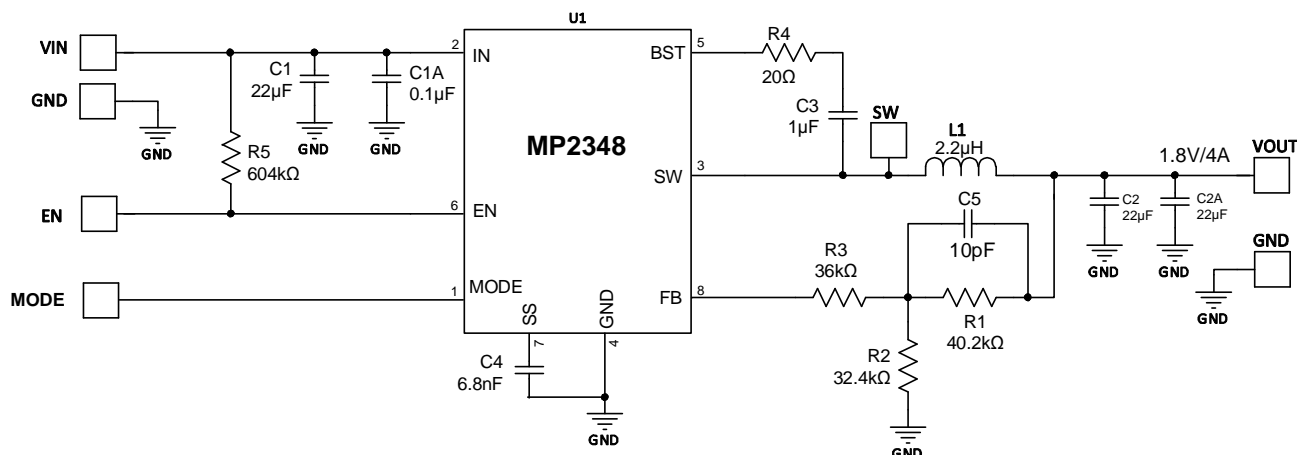 U1
VIN
2
IN
BST
5
R4
20Ω
C1
22µF
C1A
0.1µF
GND
GND
GND
GND
C3
1µF
SW
L1
2.2µH
1.8V/4A
VOUT
R5
604kΩ
MP2348
SW
3
C5
10pF
C2
22µF
C2A
22µF
EN
6
EN
GND
GND
GND
GND
MODE
1
MODE
FB
8
R3
36kΩ
R1
40.2kΩ
SS
GND
7
4
C4
6.8nF
GND
R2
32.4kΩ
GND